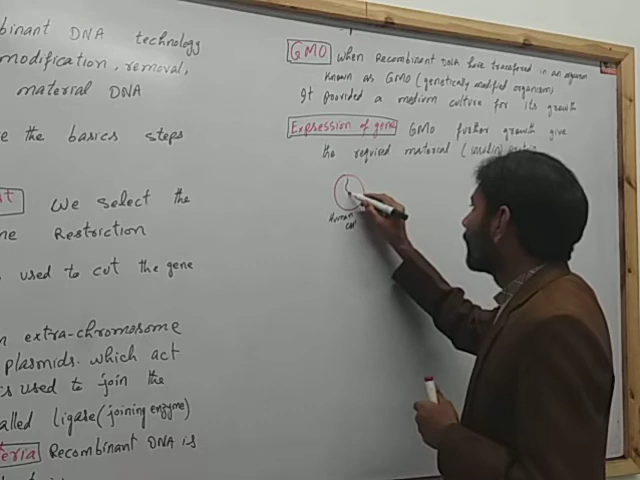 binant DNA technology
modification, removal,
material DNA
e the basics steps
t We select the
ne Restriction
used to cut the gene
n extra-chromosome
plasmids. which act
is used to join the
alled ligase (joining enzyme)
teria Recombinant DNA is
GMO When Recombinant DNA have transfered in an organism
known as GMO (genetically modified organism)
It provided a medium culture for its growth
Expression of gene GMO further growth give
the required material (insulin) protein
Human
cell